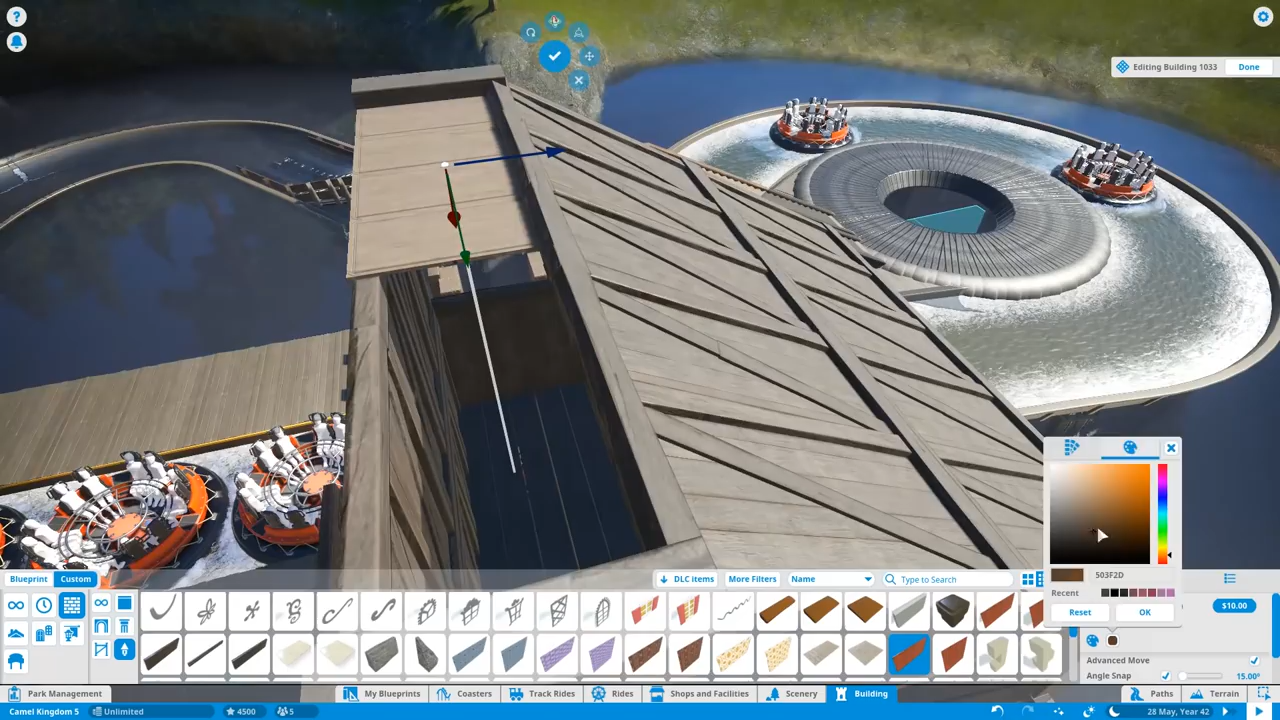 ?
Editing Building 1033
Done
503F2D
Recent
Reset
OK
Blueprint
Custom
DLC items
More Filters
Name
Type to Search
$10.00
Advanced Move
Angle Snap
15.00°
Park Management
My Blueprints
Coasters
Track Rides
Rides
Shops and Facilities
Scenery
Building
Paths
Terrain
Camel Kingdom 5
Unlimited
4500
5
28 May, Year 42